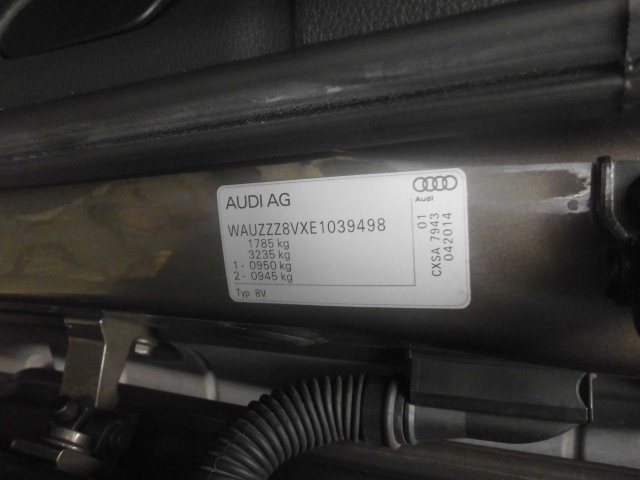 AUDI AG
WAUZZZ8VXE1039498
1785 kg
3235 kg
1 - 0950 kg
2 - 0945 kg
Typ 8V
Audi
01
CXSA 7943
042014